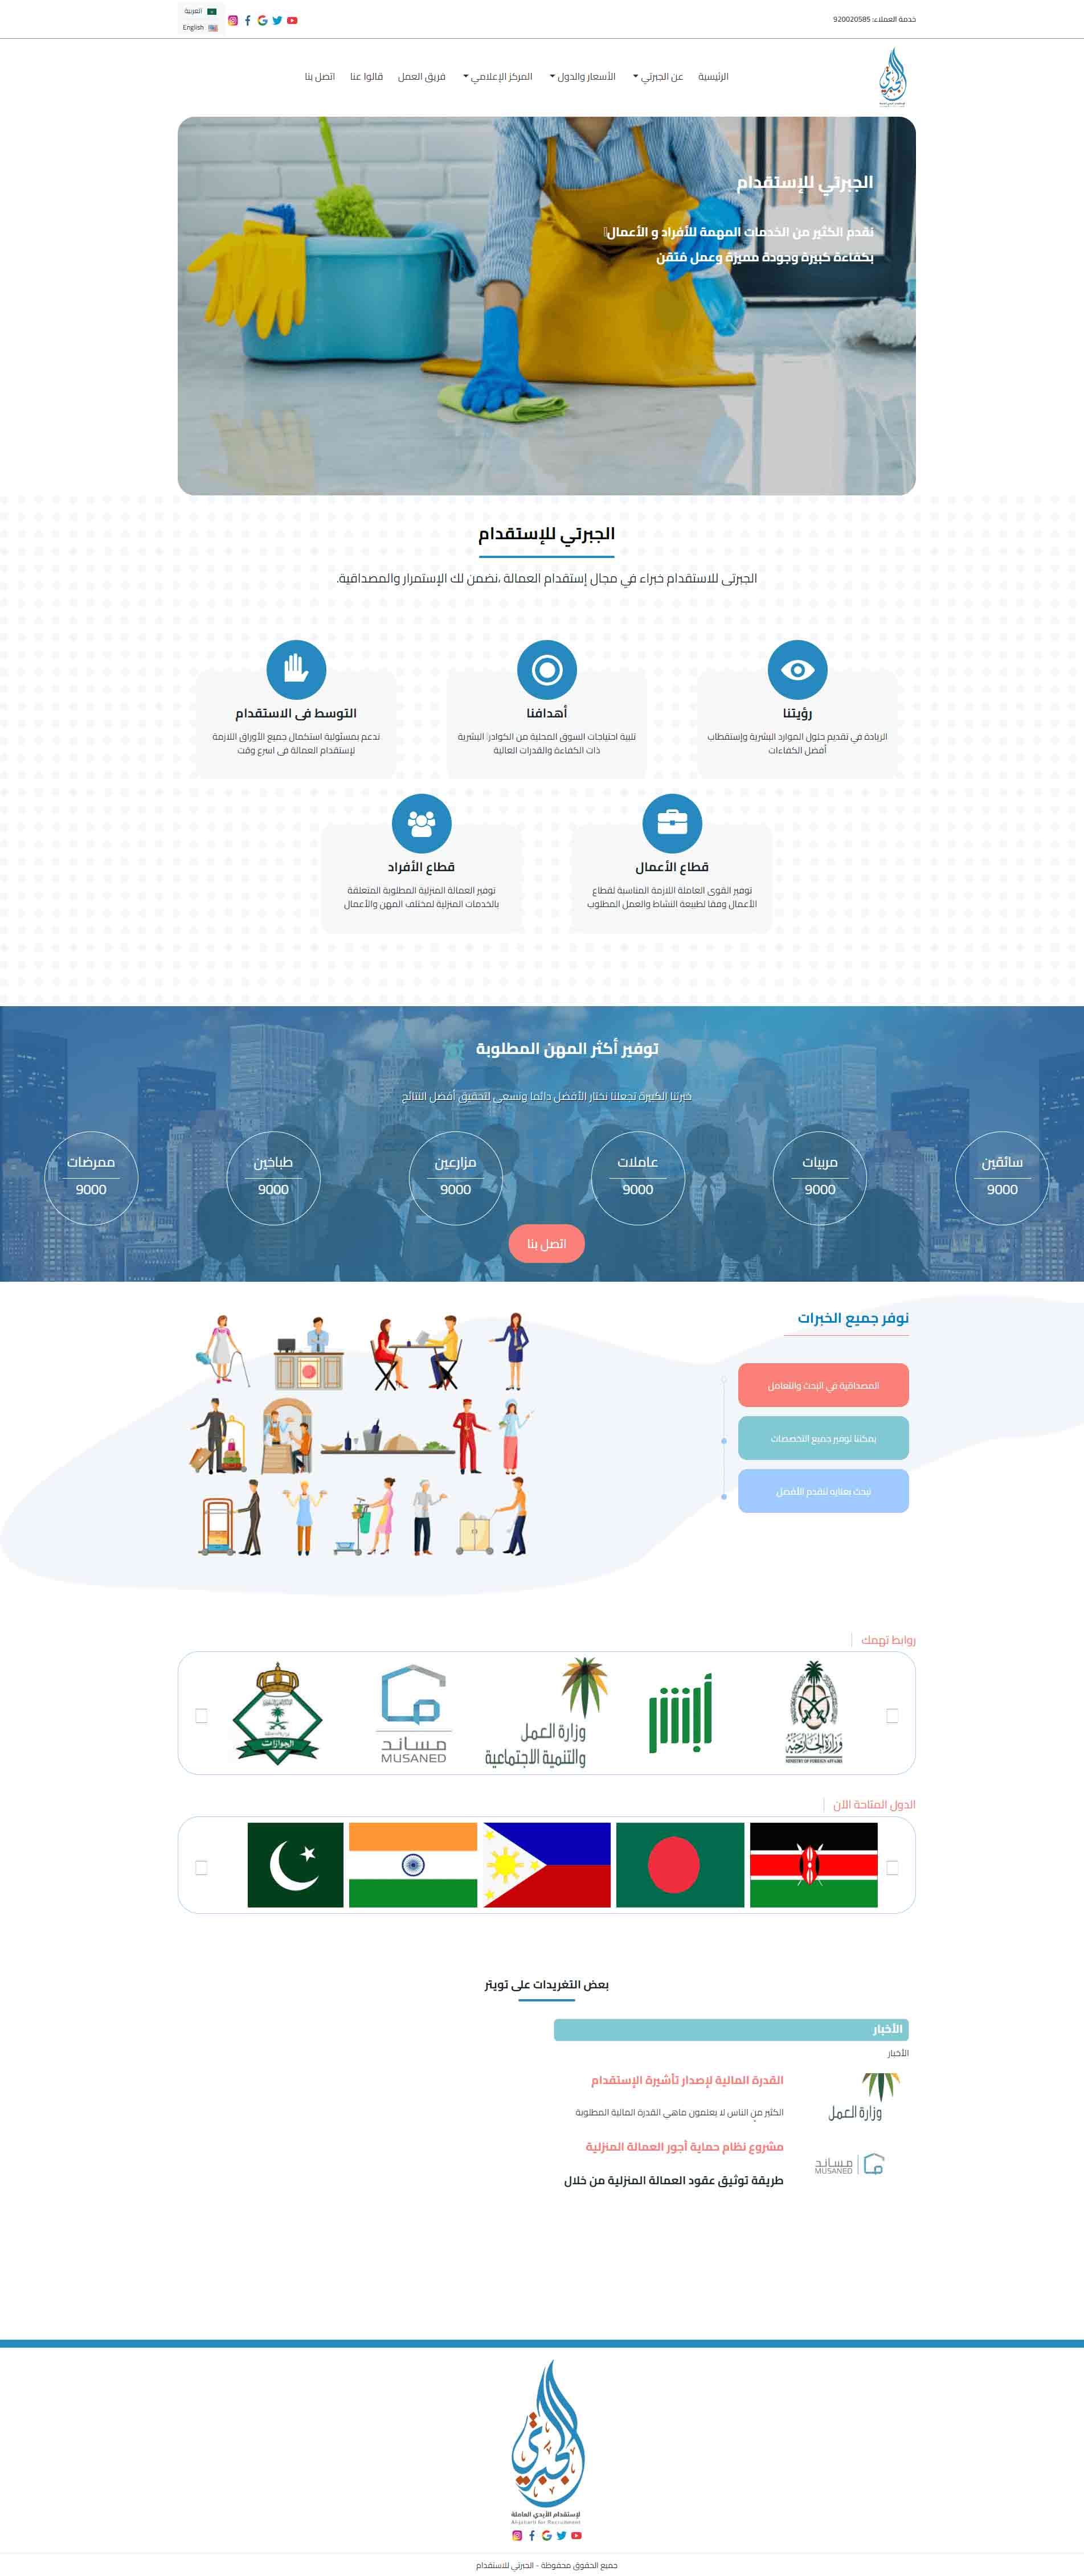 خدمة العملاء: 920020585
العربية
English
الرئيسية
عن الجبرتي
الأسعار والدول
المركز الإعلامي
فريق العمل
قالوا عنا
اتصل بنا
الجبرتي للإستقدام
نقدم الكثير من الخدمات المهمة للأفراد و الأعمال
بكفاءة كبيرة وجودة مميزة وعمل مُتقن
الجبرتي للإستقدام
الجبرتى للاستقدام خبراء في مجال إستقدام العمالة ،نضمن لك الإستمرار والمصداقية.
رؤيتنا
الريادة في تقديم حلول الموارد البشرية وإستقطاب
أفضل الكفاءات
أهدافنا
تلبية احتياجات السوق المحلية من الكوادر البشرية
ذات الكفاءة والقدرات العالية
التوسط فى الاستقدام
ندعم بمسئولية استكمال جميع الأوراق اللازمة
لإستقدام العمالة فى اسرع وقت
قطاع الأعمال
توفير القوى العاملة اللازمة المناسبة لقطاع
الأعمال وفقا لطبيعة النشاط والعمل المطلوب
قطاع الأفراد
توفير العمالة المنزلية المطلوبة المتعلقة
بالخدمات المنزلية لمختلف المهن والأعمال
توفير أكثر المهن المطلوبة
خبرتنا الكبيرة تجعلنا نختار الأفضل دائما ونسعى لتحقيق أفضل النتائج
سائقين
9000
مربيات
9000
عاملات
9000
مزارعين
9000
طباخين
9000
ممرضات
9000
اتصل بنا
نوفر جميع الخبرات
المصداقية في البحث والتعامل
يمكننا توفير جميع التخصصات
نبحث بعنايه لنقدم الأفضل
روابط تهمك
وزارة الخارجية
MINISTRY OF FOREIGN AFFAIRS
أبشر
وزارة العمل
والتنمية الاجتماعية
مساند
MUSANED
الجوازات
الدول المتاحة الآن
بعض التغريدات على تويتر
الأخبار
الأخبار
القدرة المالية لإصدار تأشيرة الإستقدام
وزارة العمل
الكثير من الناس لا يعلمون ماهي القدرة المالية المطلوبة
مشروع نظام حماية أجور العمالة المنزلية
مساند
MUSANED
طريقة توثيق عقود العمالة المنزلية من خلال
الجبرتي
لإستقدام الأيدي العاملة
Aljabarti for Recruitment
جميع الحقوق محفوظة - الجبرتي للاستقدام